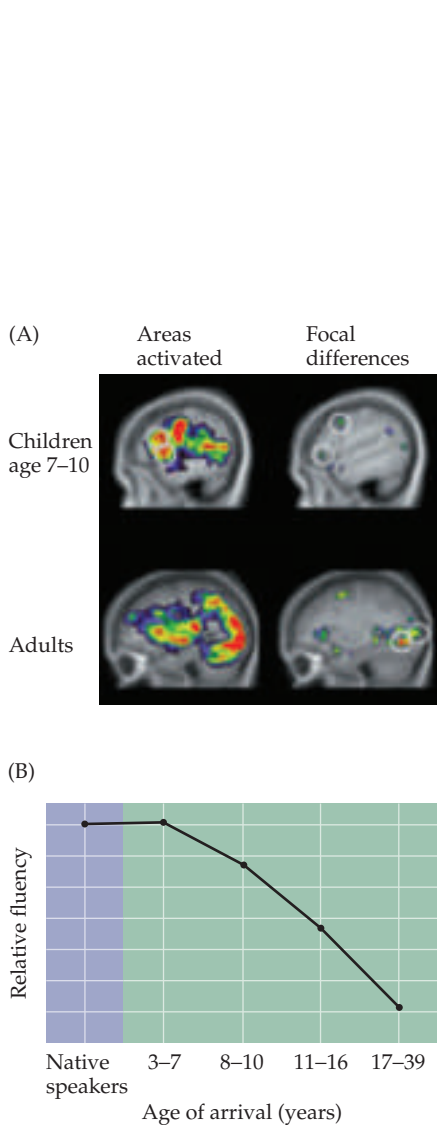 (A)
Areas
activated
Focal
differences
Children
age 7–10
Adults
(B)
Relative fluency
Native
speakers
3–7
8–10
11–16
17–39
Age of arrival (years)